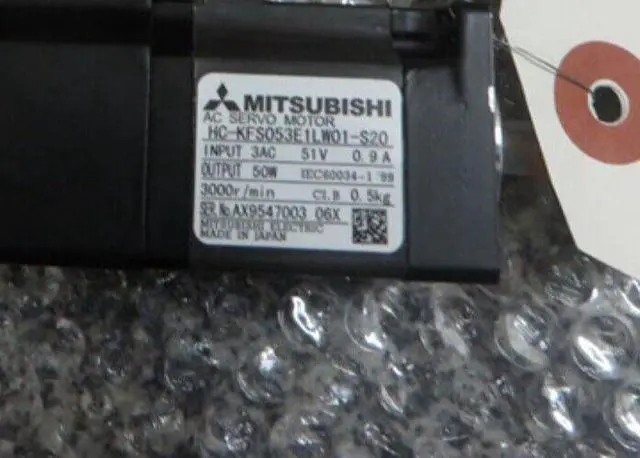 MITSUBISHI
AC SERVO MOTOR
HC-KFS053E1LW01-S20
INPUT 3AC 51V 0.9A
OUTPUT 50W IEC60034-1 '99
3000r/min CI.B 0.5kg
SER.No.AX9547003 06X
MITSUBISHI ELECTRIC
MADE IN JAPAN